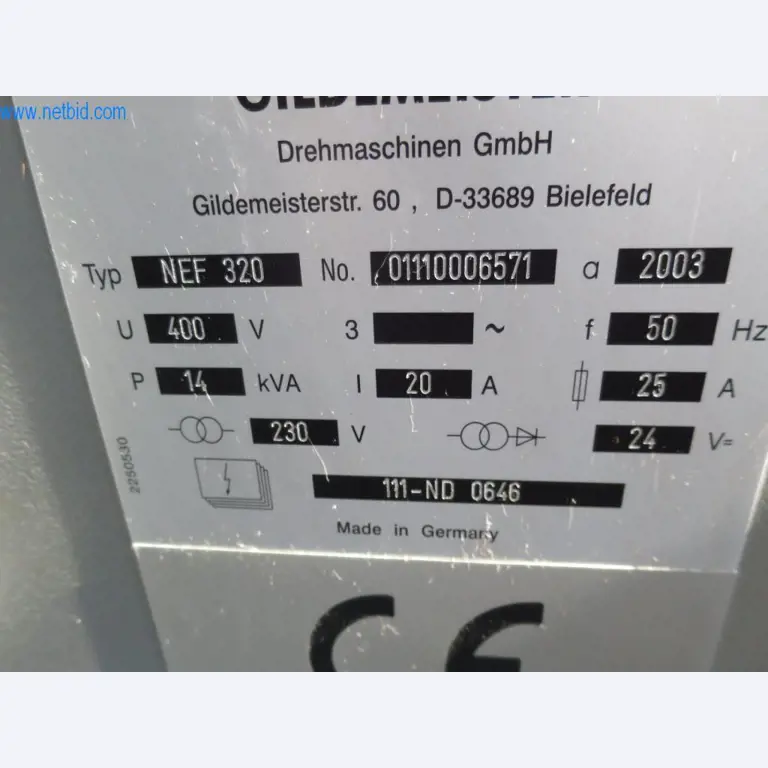 www.netbid.com
GILDEMEISTER
Drehmaschinen GmbH
Gildemeisterstr. 60 , D-33689 Bielefeld
Typ NEF 320 No. 01110006571 a 2003
U 400 V 3 ~ f 50 Hz
P 14 kVA I 20 A 25 A
230 V 24 V=
2250530
111-ND 0646
Made in Germany
CE